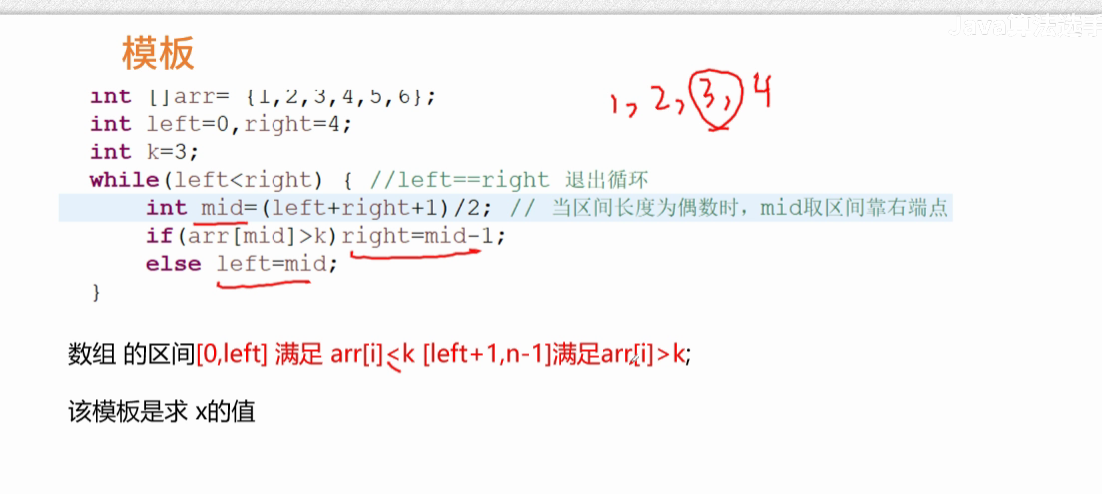 Java算法选手
模板
1, 2, 3, 4
int []arr= {1,2,3,4,5,6};
int left=0,right=4;
int k=3;
while(left<right) { //left==right 退出循环
int mid=(left+right+1)/2; // 当区间长度为偶数时，mid取区间靠右端点
if(arr[mid]>k)right=mid-1;
else left=mid;
}
数组 的区间[0,left] 满足 arr[i]≤k [left+1,n-1]满足arr[i]>k;
该模板是求 x的值